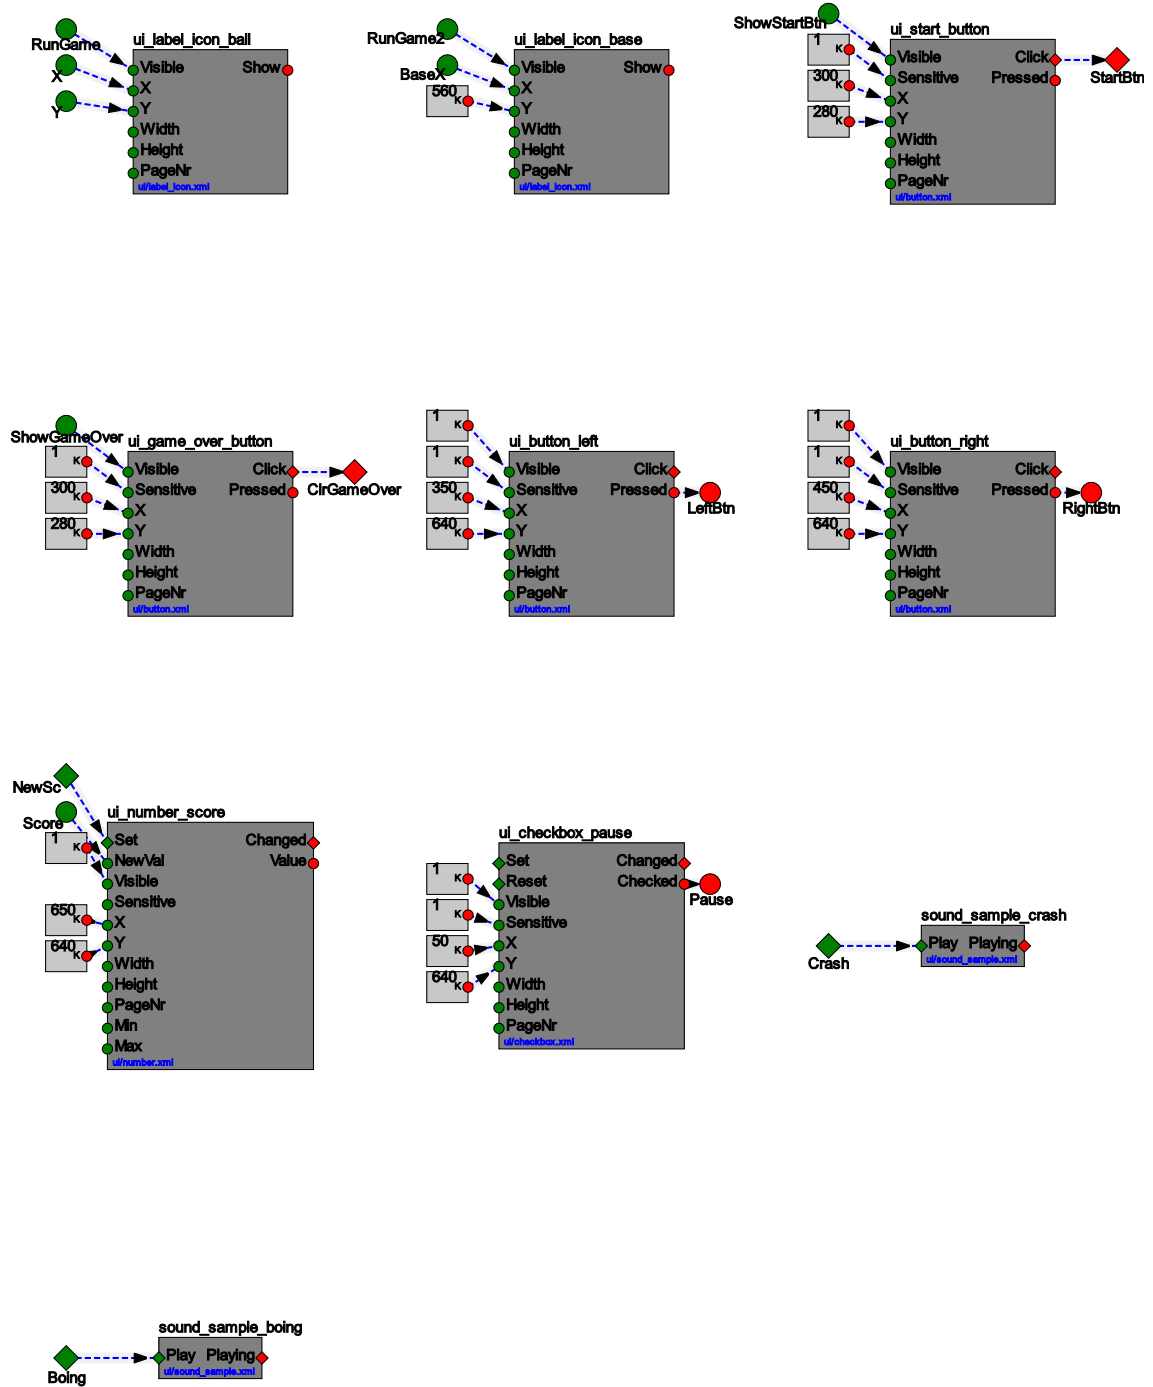 RunGame
X
Y
ui_label_icon_ball
Visible
X
Y
Width
Height
PageNr
Show
ui/label_icon.xml
RunGame2
BaseX
560
K
ui_label_icon_base
Visible
X
Y
Width
Height
PageNr
Show
ui/label_icon.xml
ShowStartBtn
1
K
300
K
280
K
ui_start_button
Visible
Sensitive
X
Y
Width
Height
PageNr
Click
Pressed
ui/button.xml
StartBtn
ShowGameOver
1
K
300
K
280
K
ui_game_over_button
Visible
Sensitive
X
Y
Width
Height
PageNr
Click
Pressed
ui/button.xml
ClrGameOver
1
K
1
K
350
K
640
K
ui_button_left
Visible
Sensitive
X
Y
Width
Height
PageNr
Click
Pressed
ui/button.xml
LeftBtn
1
K
1
K
450
K
640
K
ui_button_right
Visible
Sensitive
X
Y
Width
Height
PageNr
Click
Pressed
ui/button.xml
RightBtn
NewSc
Score
1
K
650
K
640
K
ui_number_score
Set
NewVal
Visible
Sensitive
X
Y
Width
Height
PageNr
Min
Max
Changed
Value
ui/number.xml
1
K
1
K
50
K
640
K
ui_checkbox_pause
Set
Reset
Visible
Sensitive
X
Y
Width
Height
PageNr
Changed
Checked
ui/checkbox.xml
Pause
Crash
sound_sample_crash
Play Playing
ui/sound_sample.xml
Boing
sound_sample_boing
Play Playing
ui/sound_sample.xml